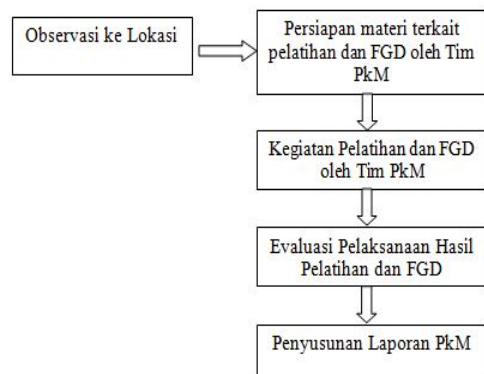 Observasi ke Lokasi
Persiapan materi terkait
pelatihan dan FGD oleh Tim
PkM
Kegiatan Pelatihan dan FGD
oleh Tim PkM
Evaluasi Pelaksanaan Hasil
Pelatihan dan FGD
Penyusunan Laporan PkM